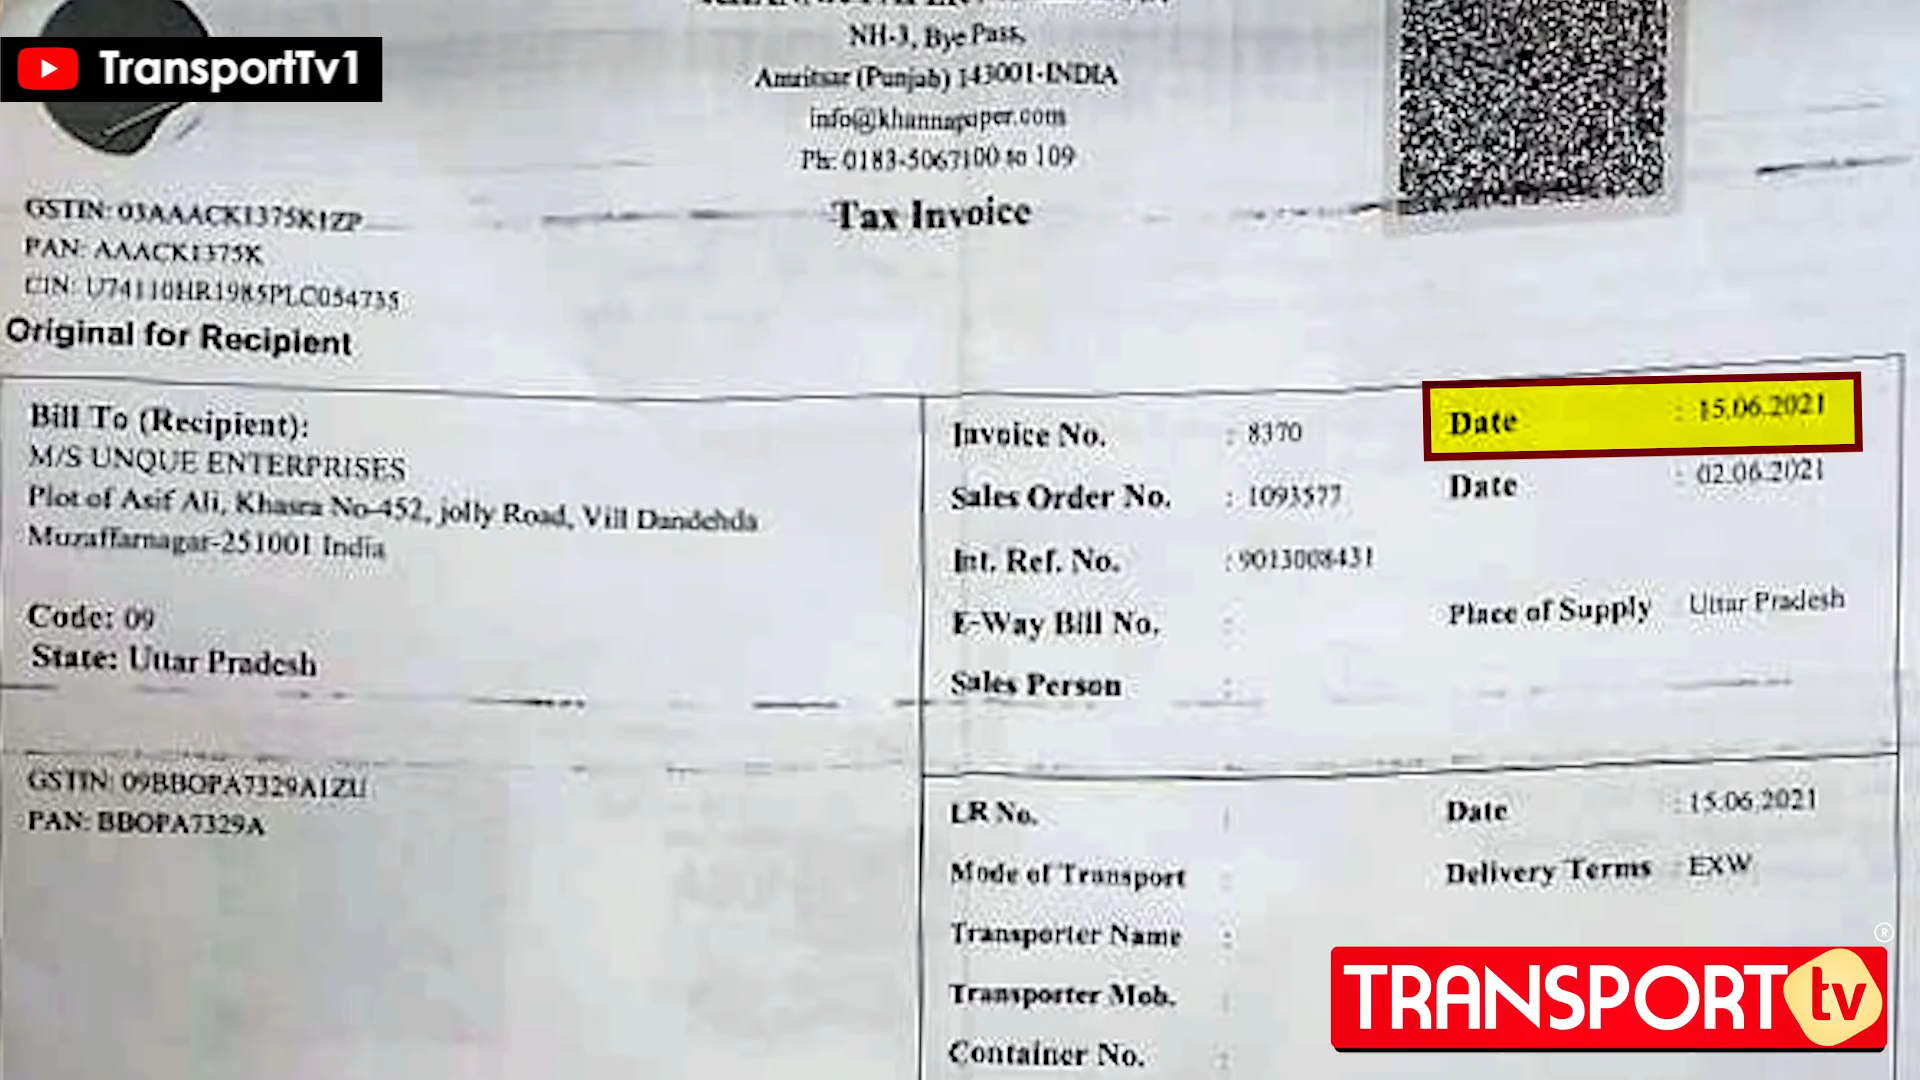 TransportTv1
NH-3, Bye Pass,
Amritsar (Punjab) 143001-INDIA
info@khannapaper.com
Ph: 0183-5067100 to 109
Tax Invoice
GSTIN: 03AAACK1375K1ZP
PAN: AAACK1375K
CIN: U74110HR1985PLC054735
Original for Recipient
Bill To (Recipient):
M/S UNQUE ENTERPRISES
Plot of Asif Ali, Khasra No-452, jolly Road, Vill Dandehda
Muzaffarnagar-251001 India
Code: 09
State: Uttar Pradesh
GSTIN: 09BBOPA7329A1ZU
PAN: BBOPA7329A
Invoice No. : 8370 Date : 15.06.2021
Sales Order No. : 1093577 Date : 02.06.2021
Int. Ref. No. : 9013008431
E-Way Bill No. : Place of Supply Uttar Pradesh
Sales Person :
LR No. : Date : 15.06.2021
Mode of Transport : Delivery Terms : EXW
Transporter Name :
Transporter Mob. :
Container No. :
TRANSPORT tv ®